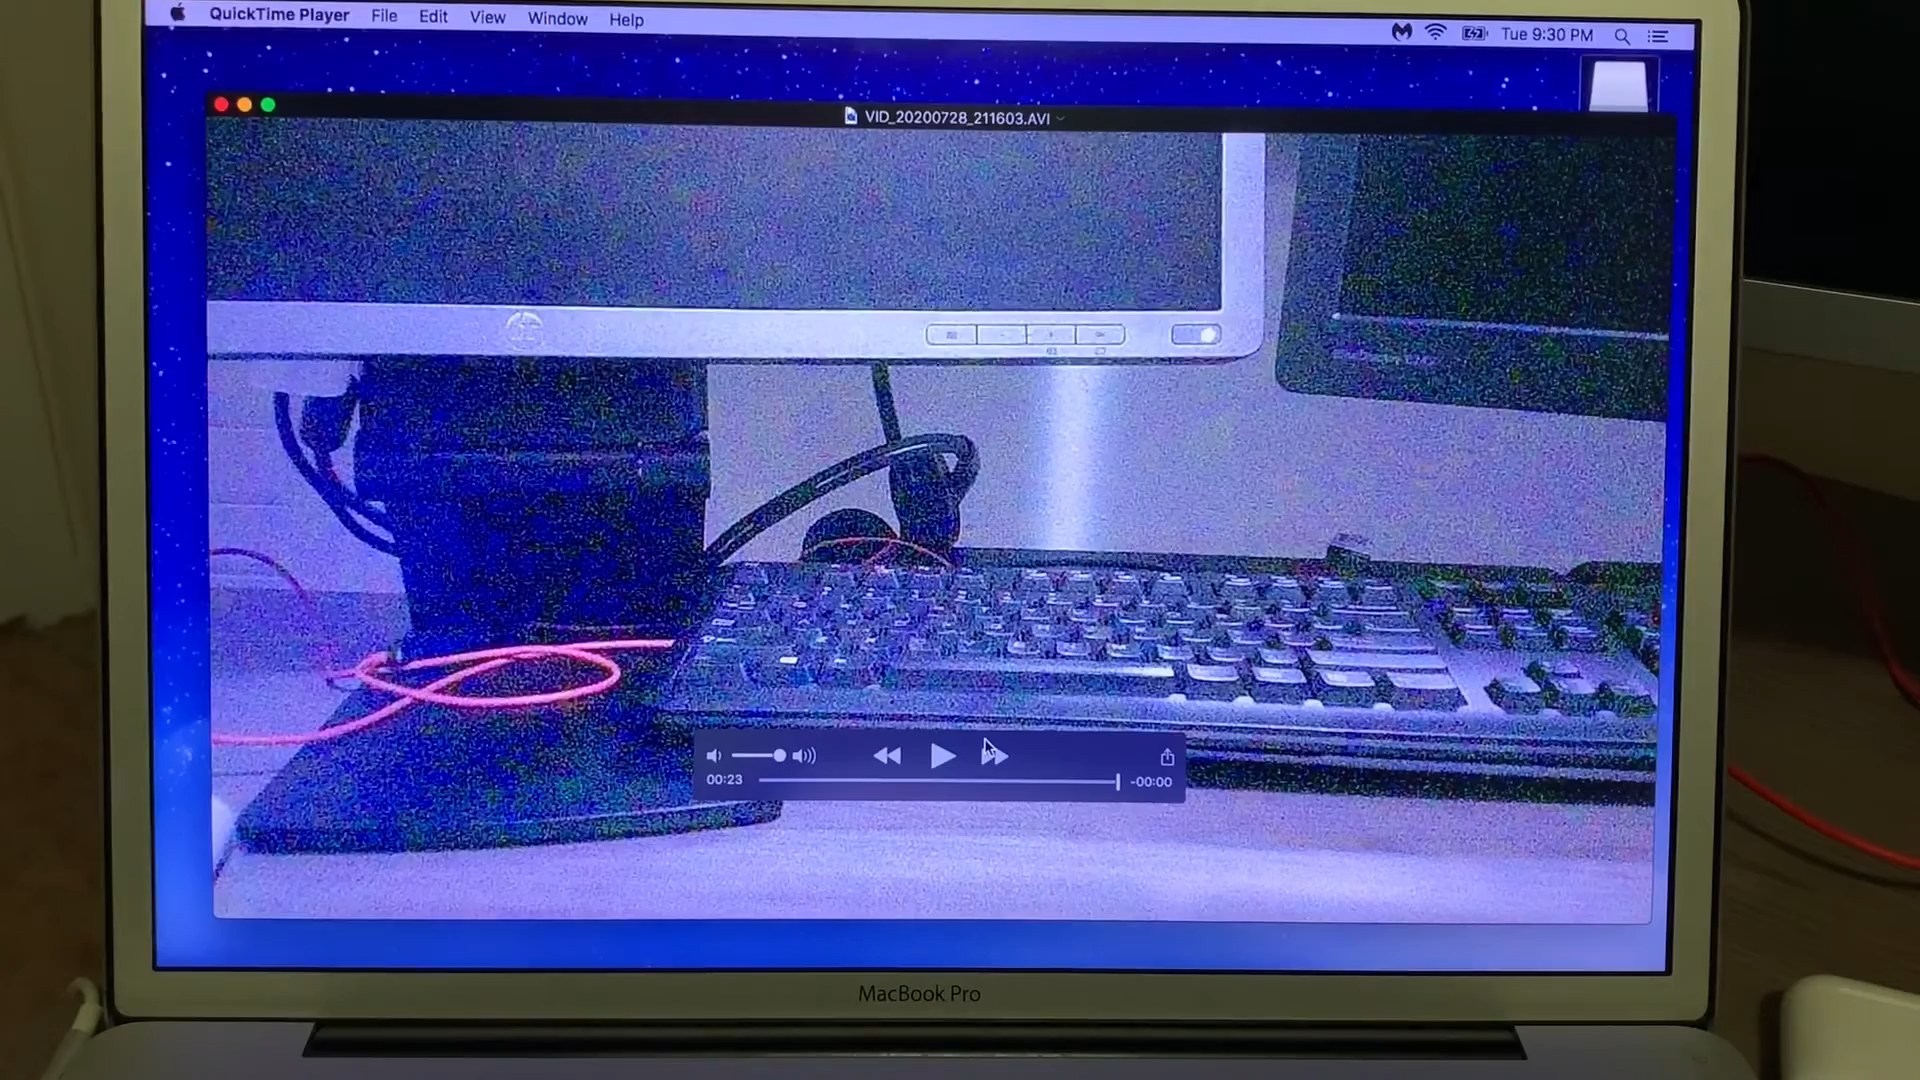 QuickTime Player File Edit View Window Help Tue 9:30 PM
VID_20200728_211603.AVI
00:23 -00:00
MacBook Pro